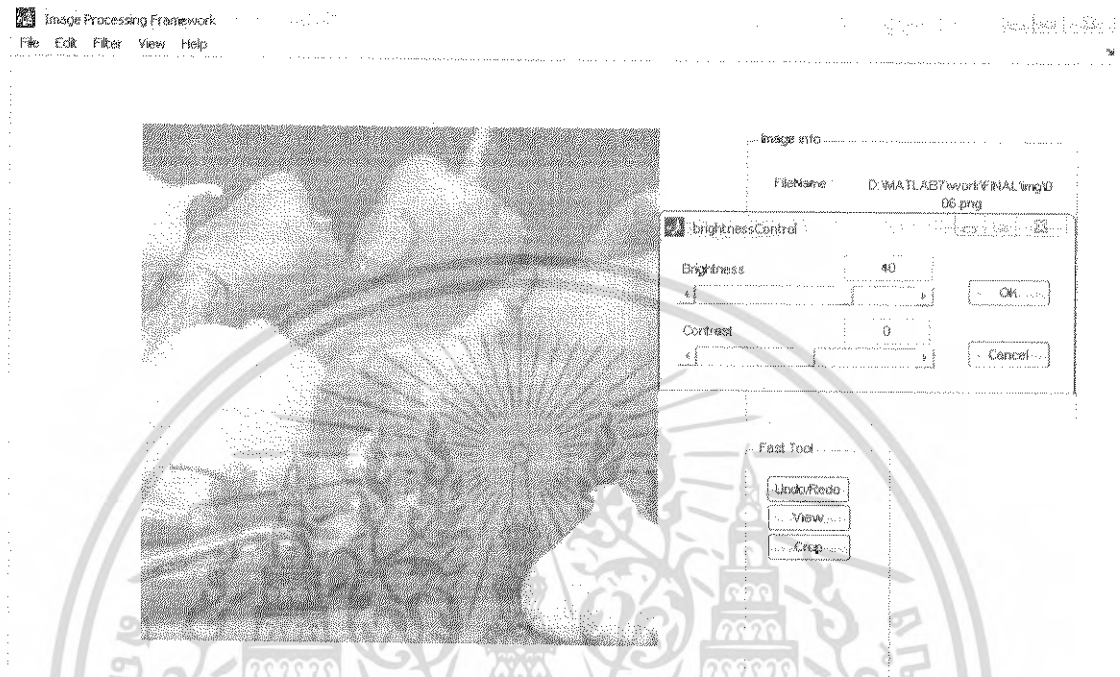 Image Processing Framework
File Edit Filter View Help
Image info
FileName D:\MATLAB7\work\FINAL\img\0
06.png
brightnessControl
Brightness 40
OK
Contrast 0
Cancel
Fast Tool
Undo/Redo
View
Crop